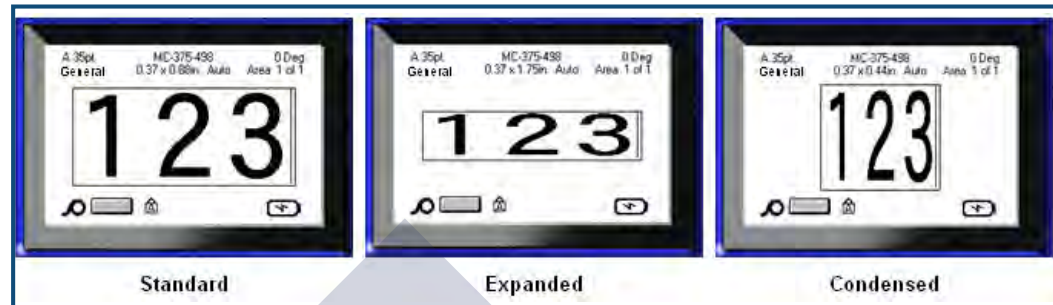 A 35pt. MC-375-498 0 Deg
General 0.37 x 0.88in. Auto Area 1 of 1
123
Standard
A 35pt. MC-375-498 0 Deg
General 0.37 x 1.75in. Auto Area 1 of 1
123
Expanded
A 35pt. MC-375-498 0 Deg
General 0.37 x 0.44in. Auto Area 1 of 1
123
Condensed